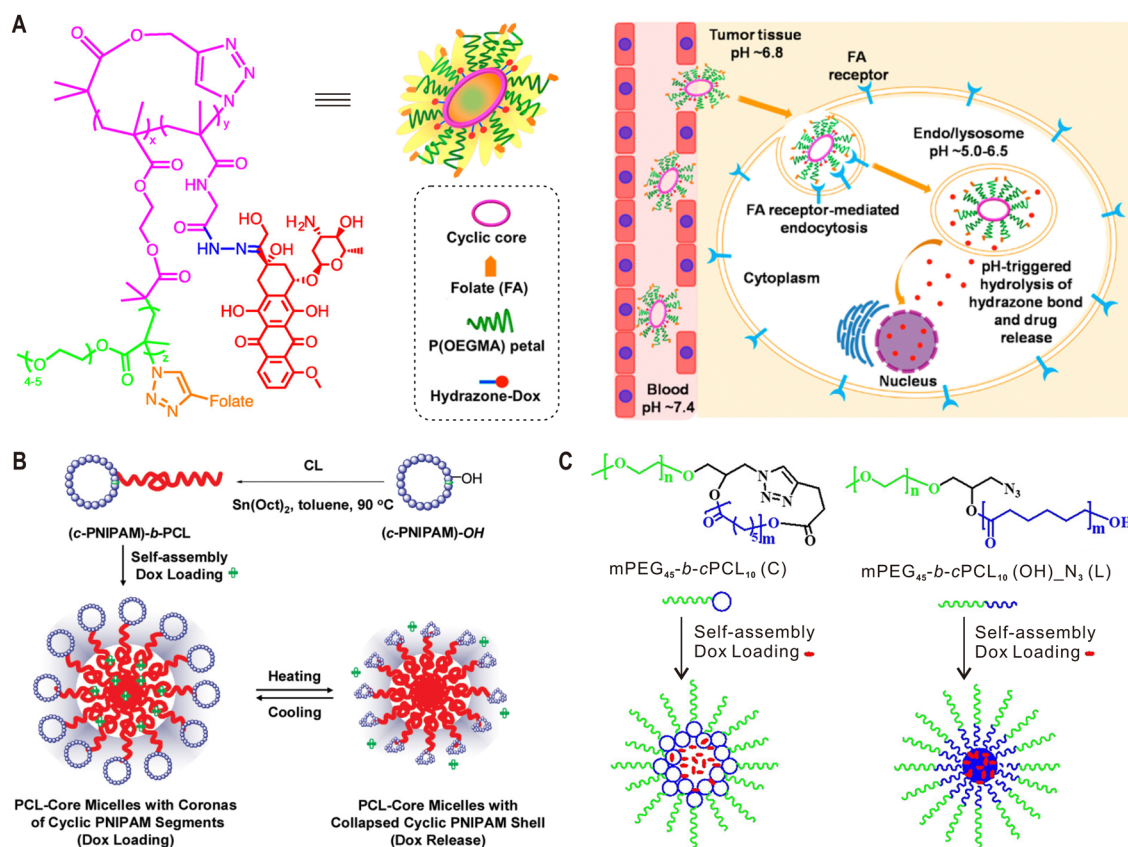 A
O
O
N
N
N
x
y
O
O
O
O
NH
O
HN
N
HO
OH
H₂N
OH
O
O
OH
OH
O
O
OH
O
O
4-5
O
O
z
N
N
N
Folate
Cyclic core
Folate (FA)
P(OEGMA) petal
Hydrazone-Dox
Tumor tissue
pH ~6.8
FA
receptor
Endo/lysosome
pH ~5.0-6.5
FA receptor-mediated
endocytosis
Cytoplasm
pH-triggered
hydrolysis of
hydrazone bond
and drug
release
Nucleus
Blood
pH ~7.4
B
CL
Sn(Oct)₂, toluene, 90 °C
OH
(c-PNIPAM)-b-PCL
(c-PNIPAM)-OH
Self-assembly
Dox Loading
Heating
Cooling
PCL-Core Micelles with Coronas
of Cyclic PNIPAM Segments
(Dox Loading)
PCL-Core Micelles with
Collapsed Cyclic PNIPAM Shell
(Dox Release)
C
O
n
O
N
N
N
O
O
5
m
O
O
mPEG₄₅-b-cPCL₁₀ (C)
O
n
O
N₃
O
O
m
OH
mPEG₄₅-b-cPCL₁₀ (OH)_N₃ (L)
Self-assembly
Dox Loading
Self-assembly
Dox Loading